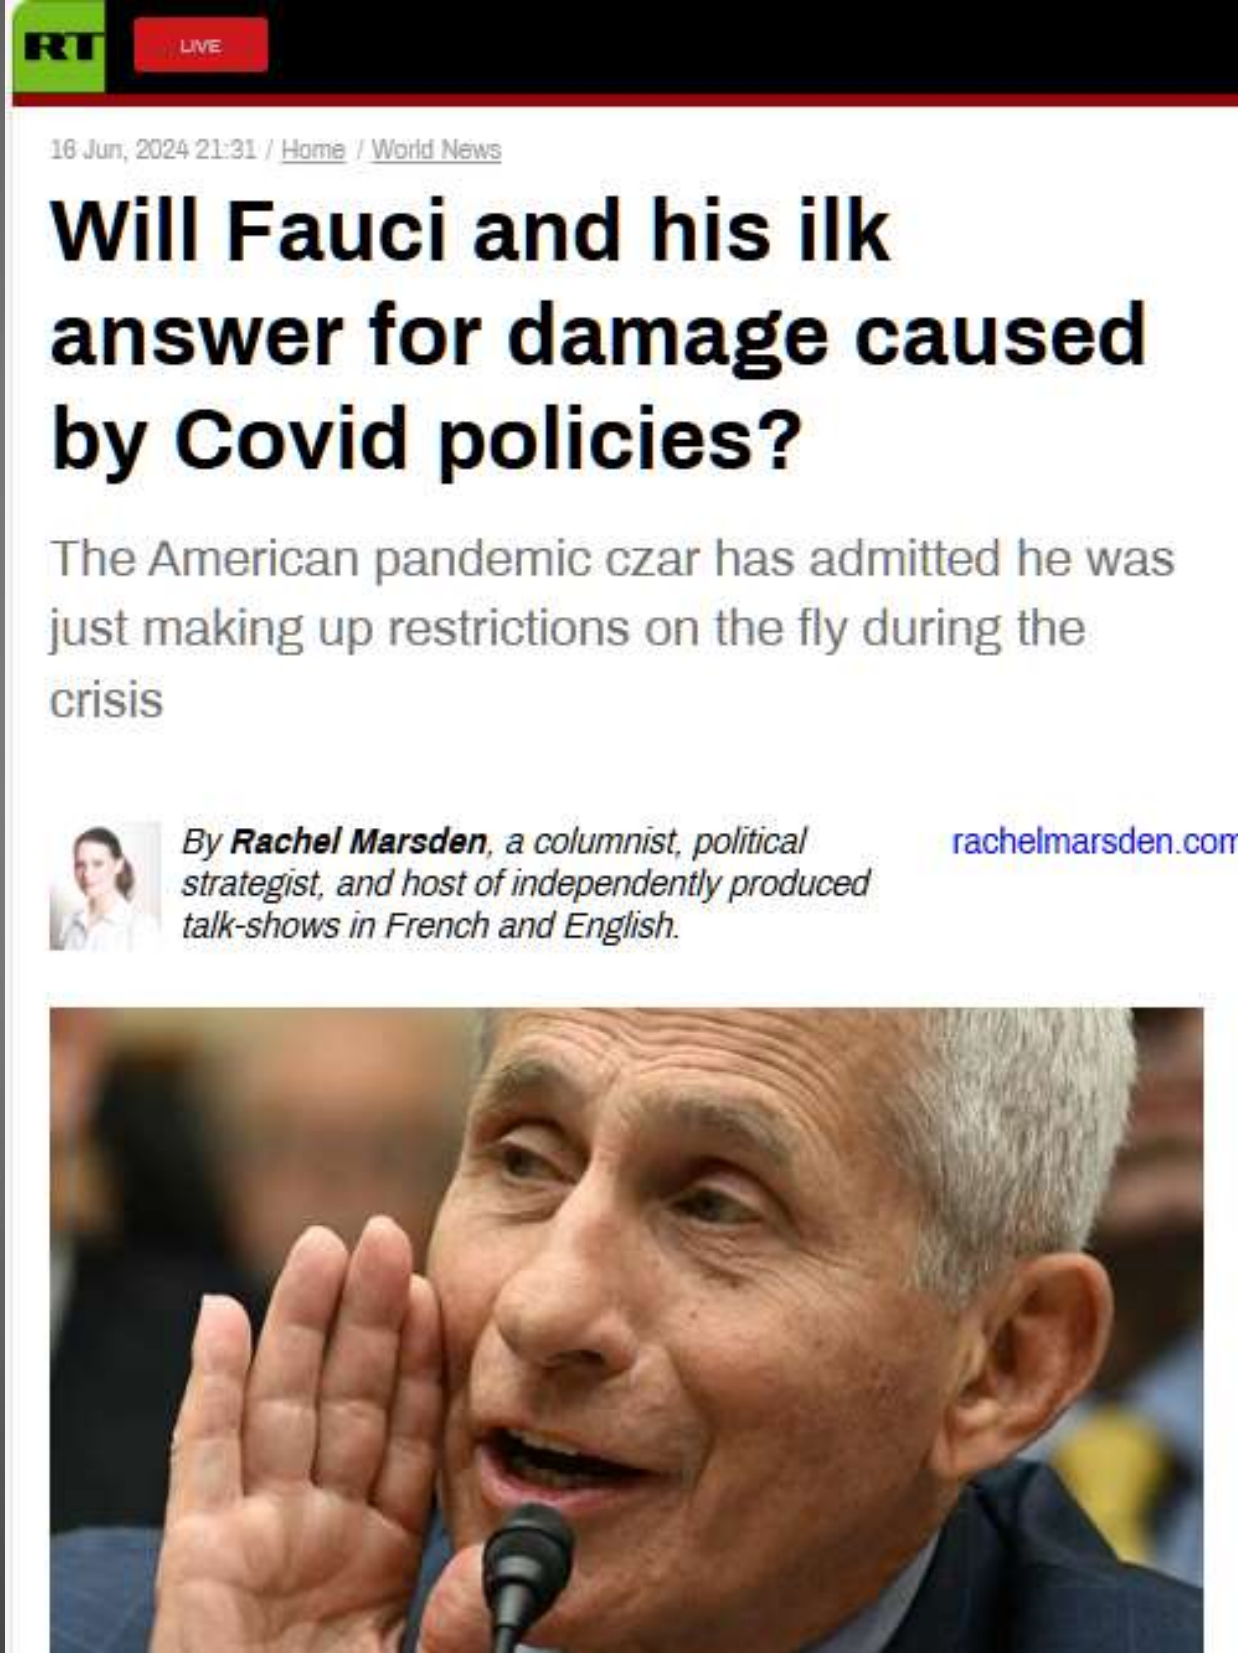 RT
LIVE
16 Jun, 2024 21:31 / Home / World News
Will Fauci and his ilk
answer for damage caused
by Covid policies?
The American pandemic czar has admitted he was
just making up restrictions on the fly during the
crisis
By Rachel Marsden, a columnist, political
strategist, and host of independently produced
talk-shows in French and English.
rachelmarsden.com